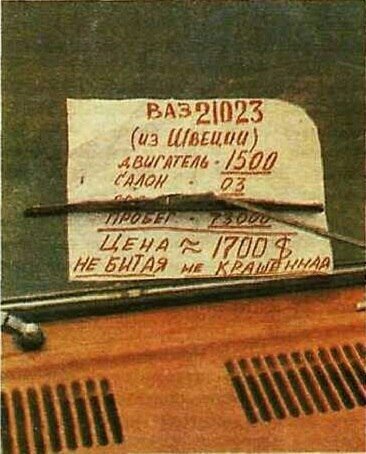 ВАЗ 21023
(из Швеции)
двигатель - 1500
салон - 03
пробег - 73000
Цена ≈ 1700 $
не битая не крашенная